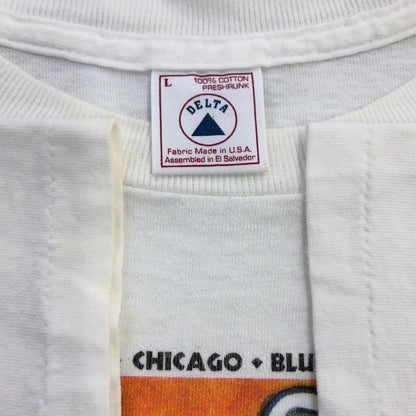 L 100% COTTON
PRESHRUNK
DELTA
Fabric Made in U.S.A.
Assembled in El Salvador
CHICAGO • BLU